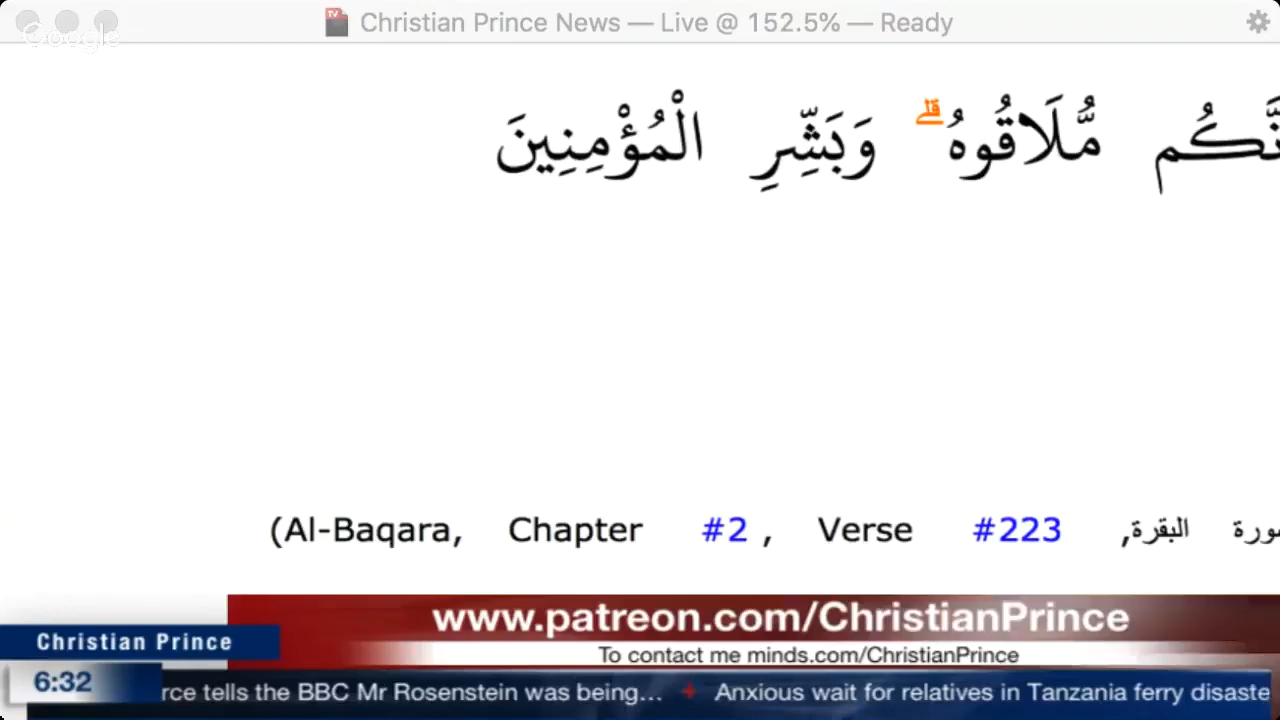 Google
Christian Prince News — Live @ 152.5% — Ready
نَّكُم مُّلَاقُوهُ ۗ وَبَشِّرِ الْمُؤْمِنِينَ
(Al-Baqara, Chapter #2 , Verse #223 ,البقرة
www.patreon.com/ChristianPrince
To contact me minds.com/ChristianPrince
Christian Prince
6:32
rce tells the BBC Mr Rosenstein was being... + Anxious wait for relatives in Tanzania ferry disaste